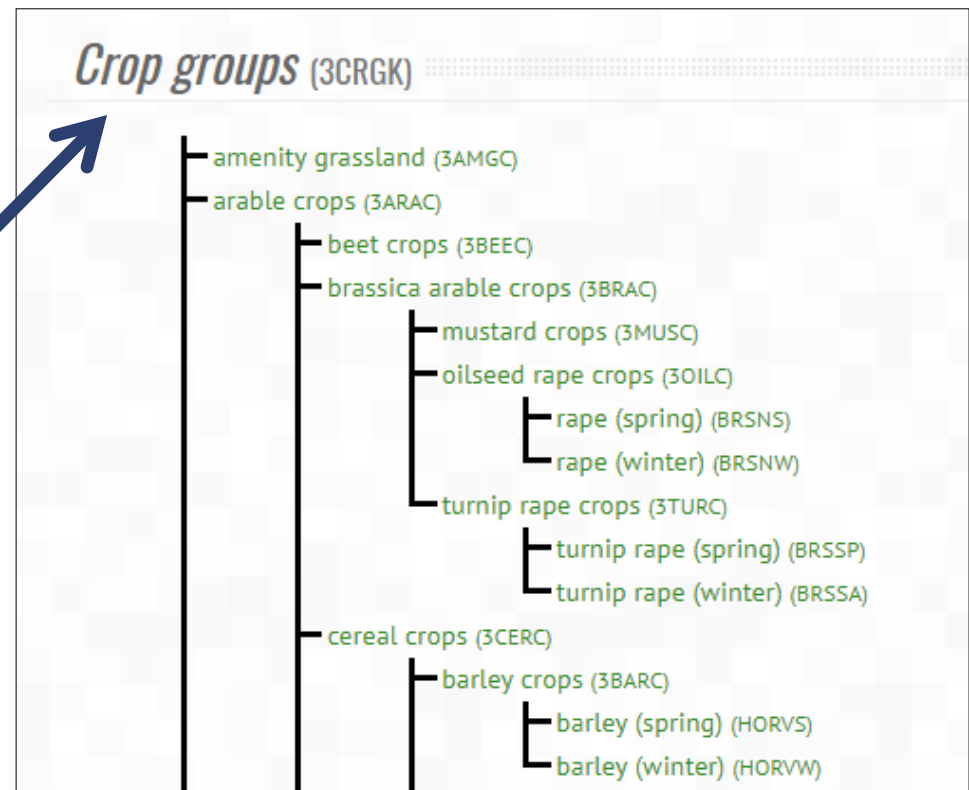 Crop groups (3CRGK)
amenity grassland (3AMGC)
arable crops (3ARAC)
beet crops (3BEEC)
brassica arable crops (3BRAC)
mustard crops (3MUSC)
oilseed rape crops (3OILC)
rape (spring) (BRSNS)
rape (winter) (BRSNW)
turnip rape crops (3TURC)
turnip rape (spring) (BRSSP)
turnip rape (winter) (BRSSA)
cereal crops (3CERC)
barley crops (3BARC)
barley (spring) (HORVS)
barley (winter) (HORVW)